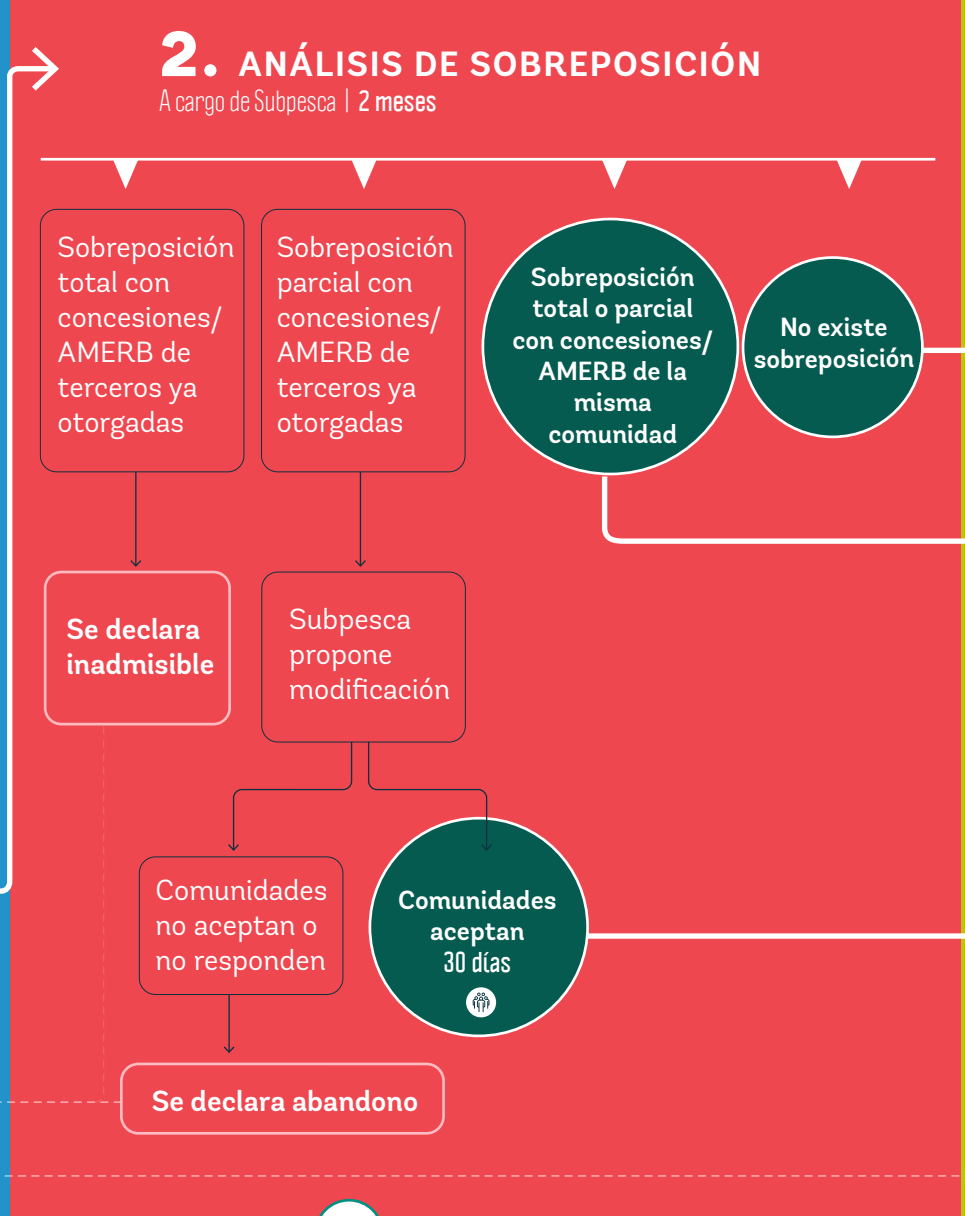 2. ANÁLISIS DE SOBREPOSICIÓN
A cargo de Subpesca | 2 meses
Sobreposición
total con
concesiones/
AMERB de
terceros ya
otorgadas
Sobreposición
parcial con
concesiones/
AMERB de
terceros ya
otorgadas
Sobreposición
total o parcial
con concesiones/
AMERB de la
misma
comunidad
No existe
sobreposición
Se declara
inadmisible
Subpesca
propone
modificación
Comunidades
no aceptan o
no responden
Comunidades
aceptan
30 días
Se declara abandono